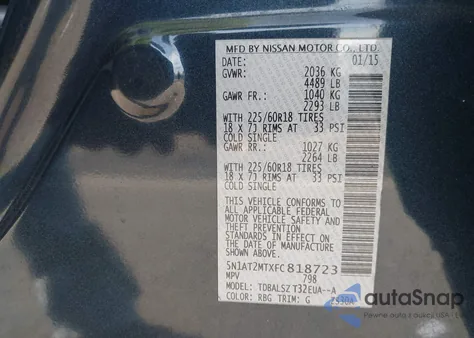 MFD BY NISSAN MOTOR CO., LTD.
DATE: 01/15
GVWR: 2036 KG
4489 LB
GAWR FR.: 1040 KG
2293 LB
WITH 225/60R18 TIRES
18 X 7J RIMS AT 33 PSI
COLD SINGLE
GAWR RR.: 1027 KG
2264 LB
WITH 225/60R18 TIRES
18 X 7J RIMS AT 33 PSI
COLD SINGLE
THIS VEHICLE CONFORMS TO
ALL APPLICABLE FEDERAL
MOTOR VEHICLE SAFETY AND
THEFT PREVENTION
STANDARDS IN EFFECT ON
THE DATE OF MANUFACTURE
SHOWN ABOVE.
5N1AT2MTXFC818723
MPV 798
MODEL: TDBALSZ T32EUA--A
COLOR: RBG TRIM: G
autoSnap